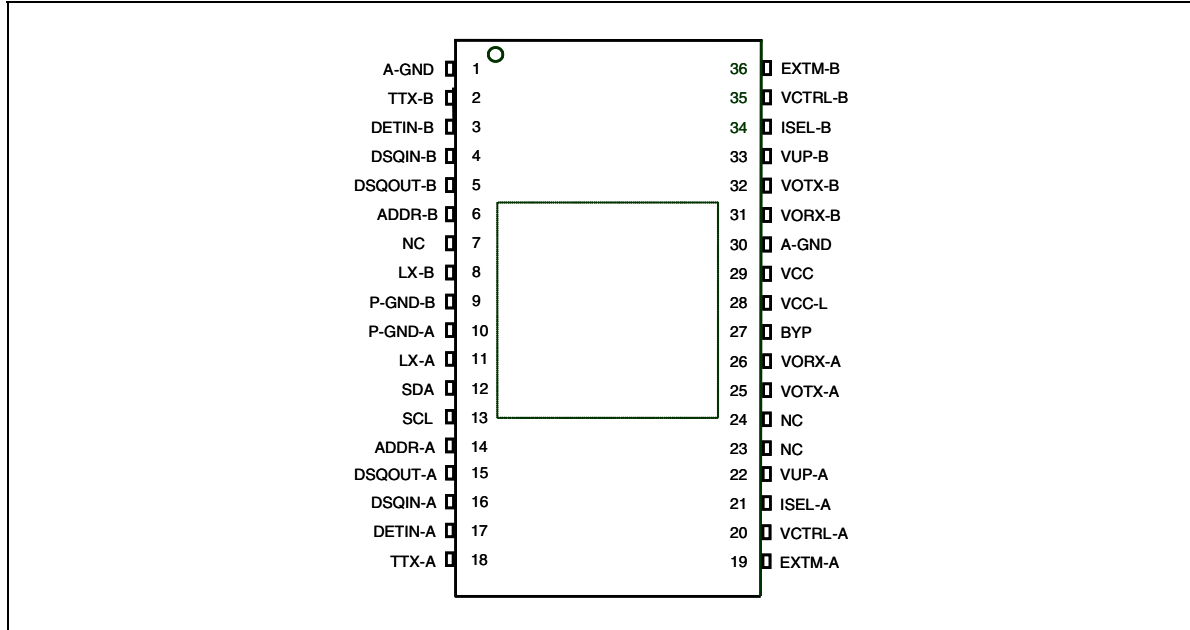 A-GND 1 36 EXTM-B
TTX-B 2 35 VCTRL-B
DETIN-B 3 34 ISEL-B
DSQIN-B 4 33 VUP-B
DSQOUT-B 5 32 VOTX-B
ADDR-B 6 31 VORX-B
NC 7 30 A-GND
LX-B 8 29 VCC
P-GND-B 9 28 VCC-L
P-GND-A 10 27 BYP
LX-A 11 26 VORX-A
SDA 12 25 VOTX-A
SCL 13 24 NC
ADDR-A 14 23 NC
DSQOUT-A 15 22 VUP-A
DSQIN-A 16 21 ISEL-A
DETIN-A 17 20 VCTRL-A
TTX-A 18 19 EXTM-A